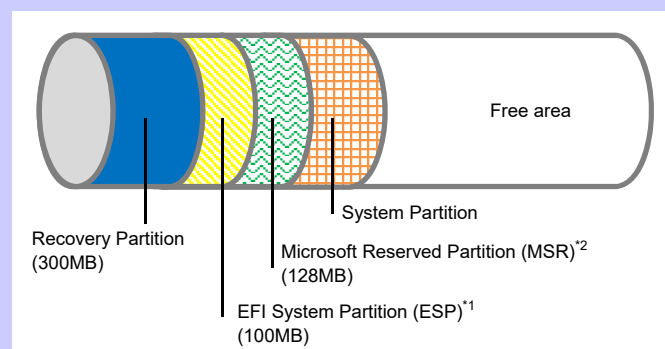 Free area
System Partition
Recovery Partition
(300MB)
Microsoft Reserved Partition (MSR)*2
(128MB)
EFI System Partition (ESP)*1
(100MB)